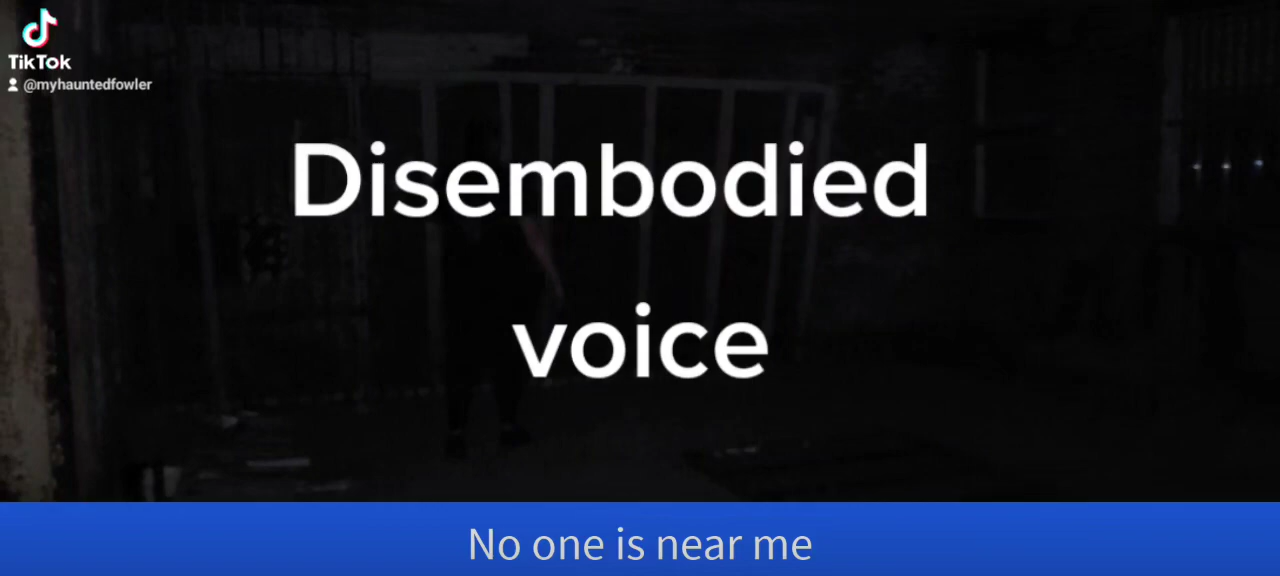 TikTok
@myhauntedfowler
Disembodied
voice
No one is near me